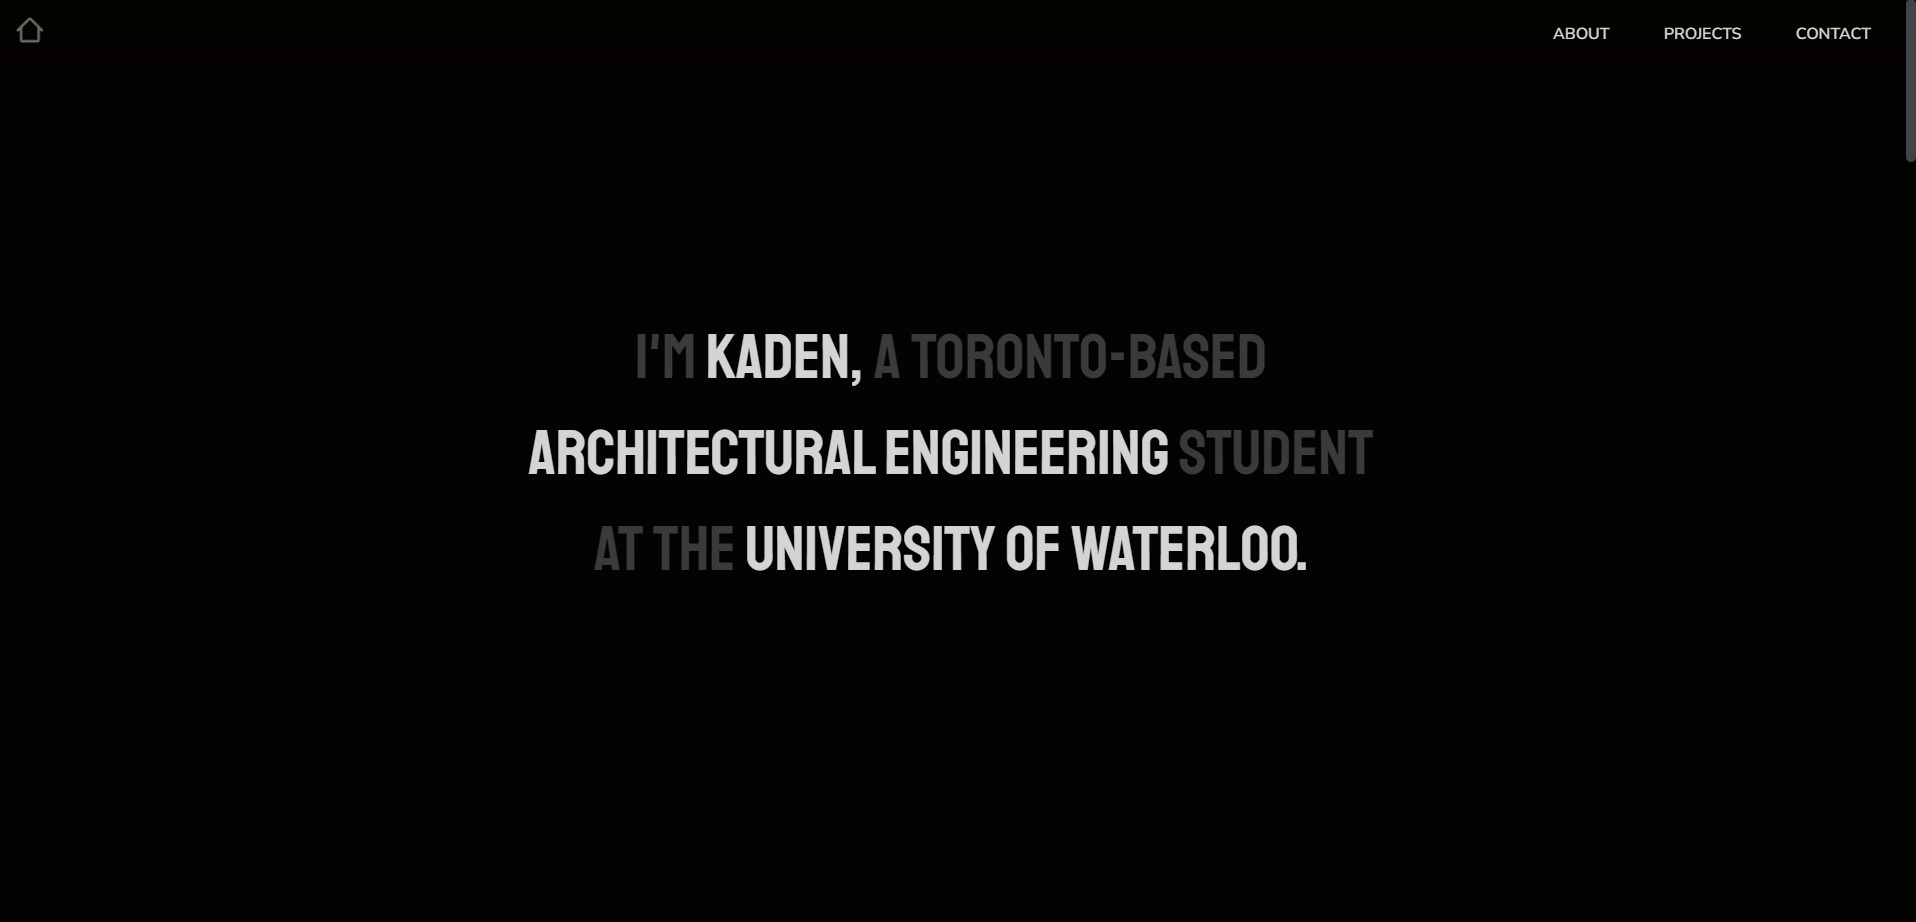 ABOUT PROJECTS CONTACT
I'M KADEN, A TORONTO-BASED
ARCHITECTURAL ENGINEERING STUDENT
AT THE UNIVERSITY OF WATERLOO.